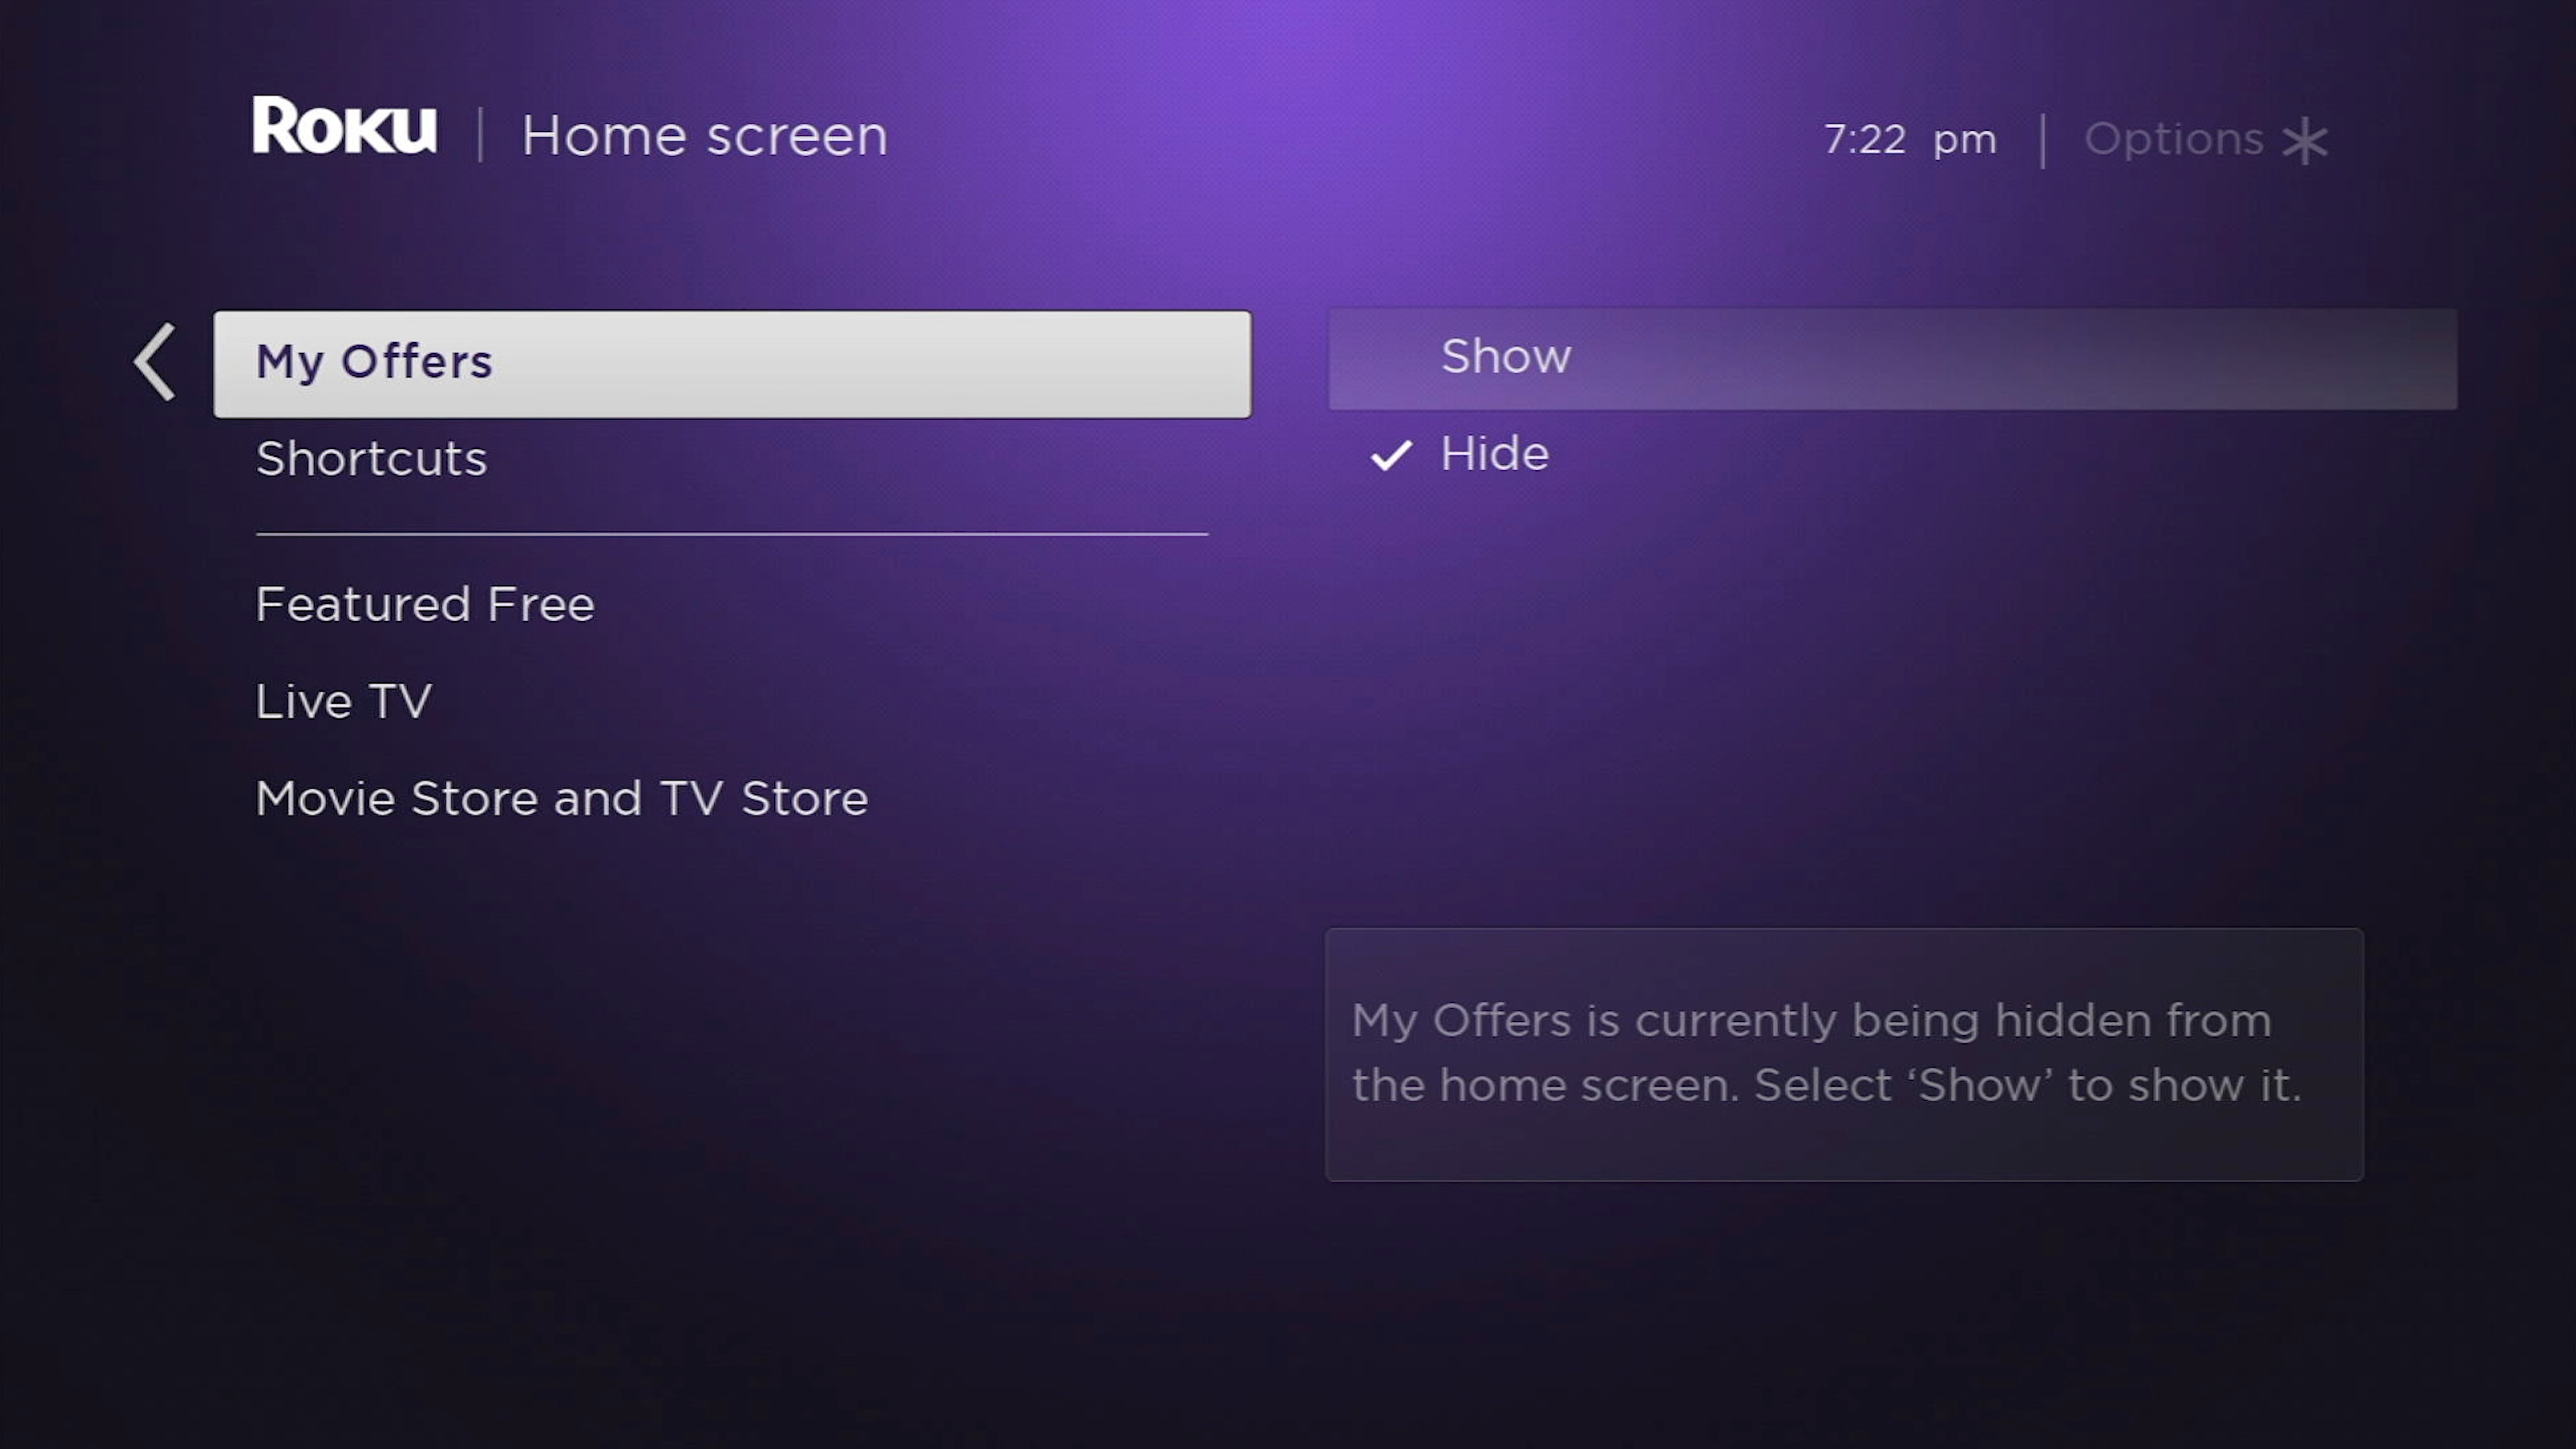 Roku | Home screen
7:22 pm | Options *
My Offers
Shortcuts
Featured Free
Live TV
Movie Store and TV Store
Show
✓ Hide
My Offers is currently being hidden from
the home screen. Select ‘Show’ to show it.